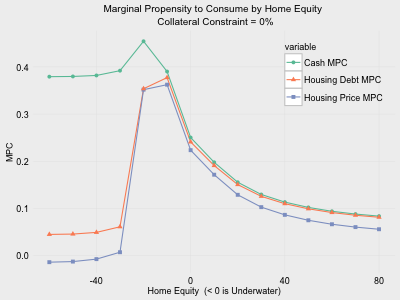 Marginal Propensity to Consume by Home Equity
Collateral Constraint = 0%
variable
Cash MPC
Housing Debt MPC
Housing Price MPC
MPC
0.4
0.3
0.2
0.1
0.0
-40
0
40
80
Home Equity (< 0 is Underwater)